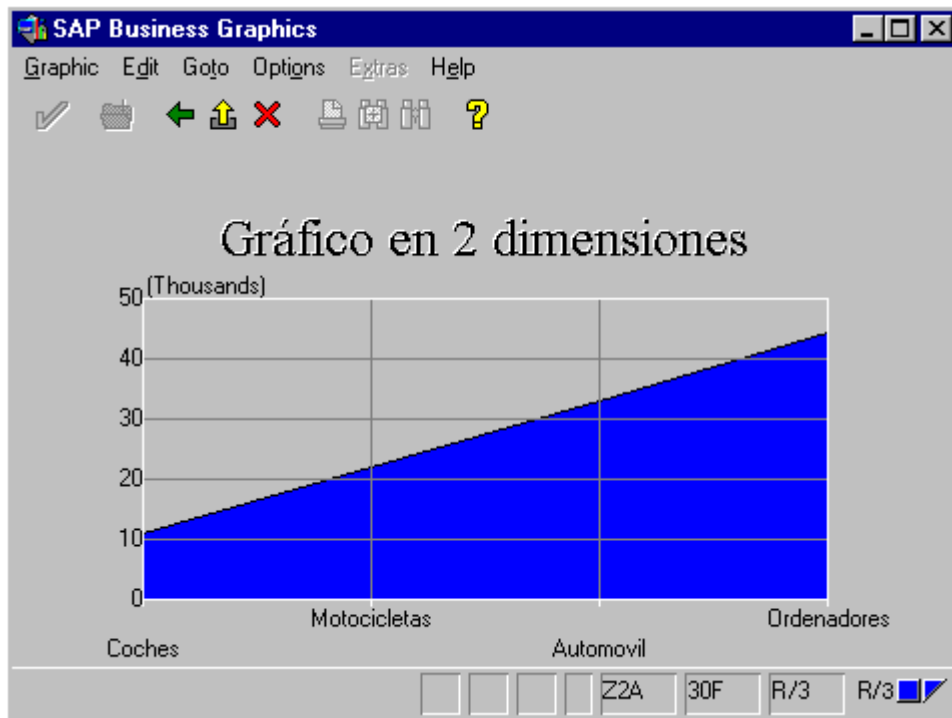 SAP Business Graphics
Graphic Edit Goto Options Extras Help
Gráfico en 2 dimensiones
(Thousands)
50
40
30
20
10
0
Motocicletas Ordenadores
Coches Automovil
Z2A 30F R/3 R/3